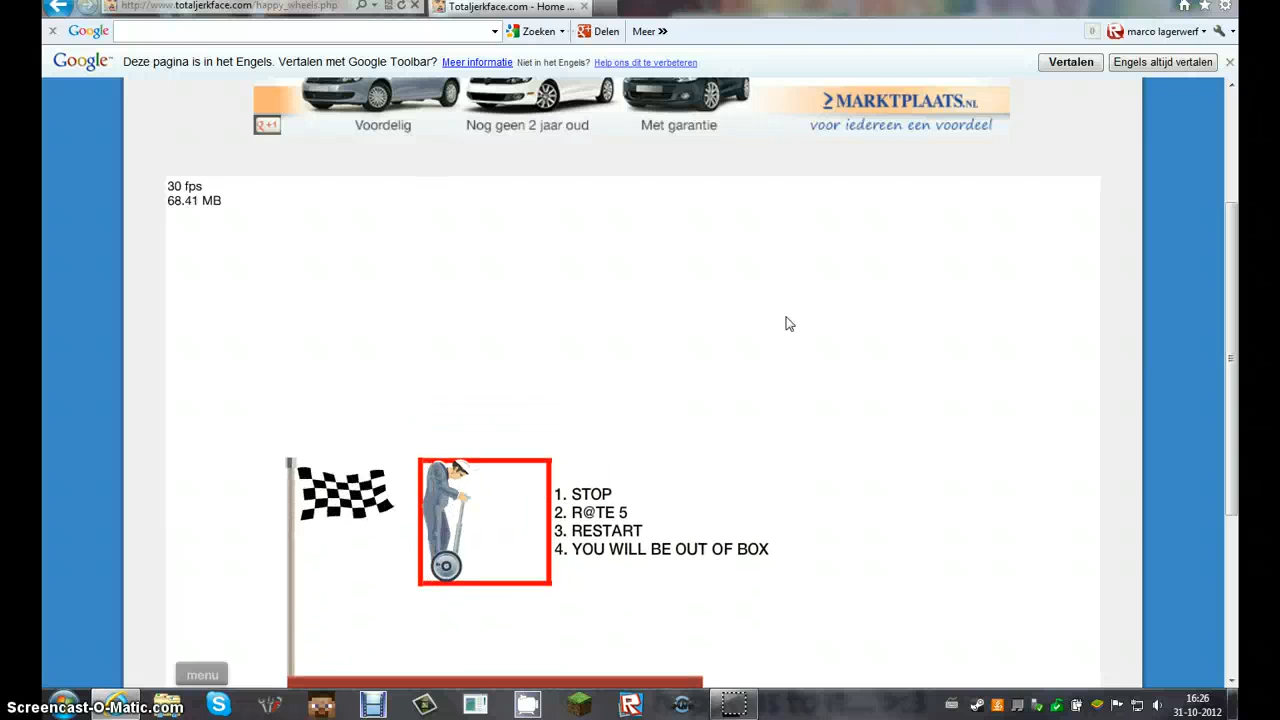 http://www.totaljerkface.com/happy_wheels.php
Totaljerkface.com - Home ...
Google
Zoeken
Delen
Meer »
0
marco lagerwerf
Google™ Deze pagina is in het Engels. Vertalen met Google Toolbar? Meer informatie Niet in het Engels? Help ons dit te verbeteren
Vertalen
Engels altijd vertalen
MARKTPLAATS.NL
Voordelig
Nog geen 2 jaar oud
Met garantie
voor iedereen een voordeel
g +1
30 fps
68.41 MB
1. STOP
2. R@TE 5
3. RESTART
4. YOU WILL BE OUT OF BOX
menu
16:26
31-10-2012
Screencast-O-Matic.com